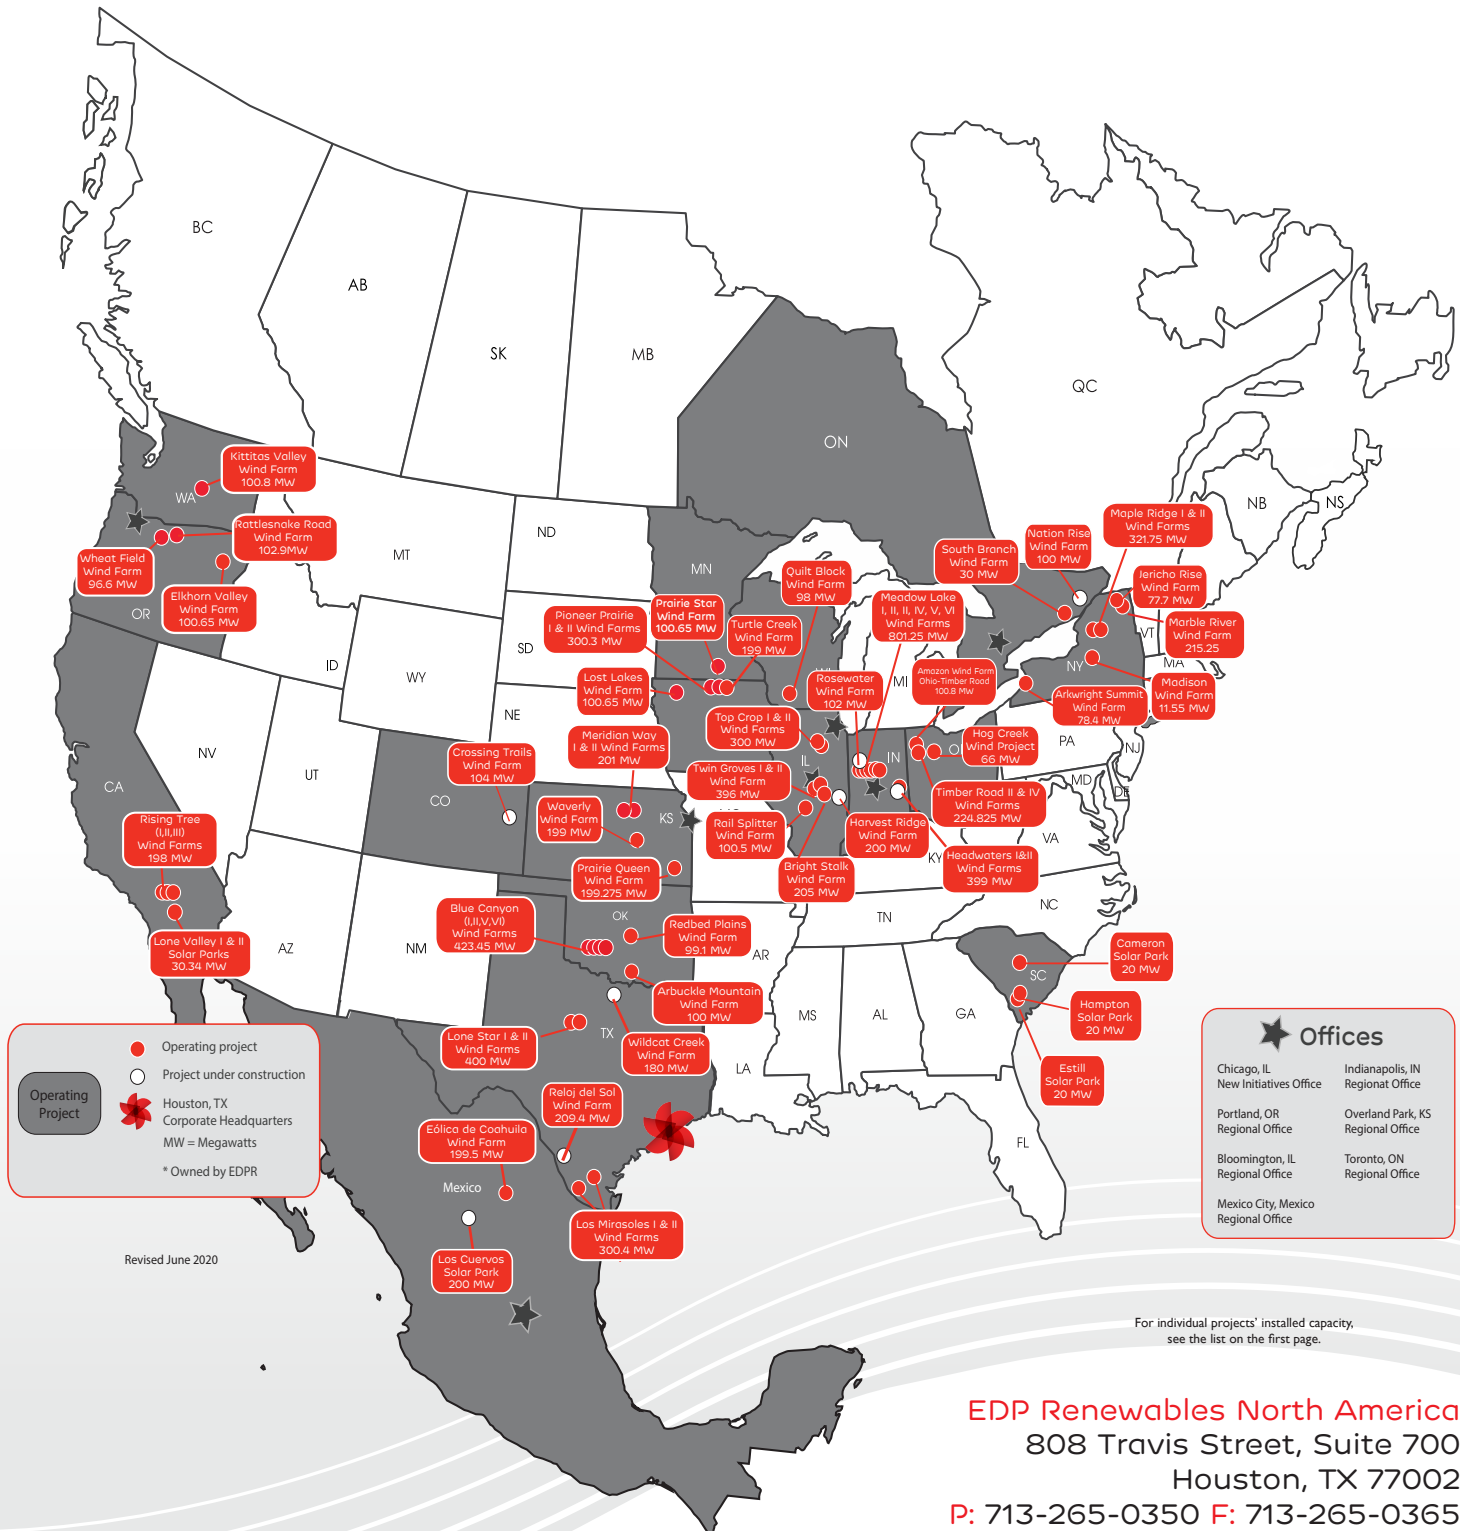 BC
AB
SK
MB
ON
QC
NB
NS
WA
OR
CA
NV
ID
MT
WY
UT
AZ
NM
CO
ND
SD
NE
KS
OK
TX
MN
IL
IN
MI
KY
TN
AR
LA
MS
AL
GA
FL
SC
NC
VA
PA
NY
VT
MA
NJ
MD
DE
Mexico
Kittitas Valley
Wind Farm
100.8 MW
Rattlesnake Road
Wind Farm
102.9MW
Wheat Field
Wind Farm
96.6 MW
Elkhorn Valley
Wind Farm
100.65 MW
Rising Tree
(I,II,III)
Wind Farms
198 MW
Lone Valley I & II
Solar Parks
30.34 MW
Pioneer Prairie
I & II Wind Farms
300.3 MW
Prairie Star
Wind Farm
100.65 MW
Turtle Creek
Wind Farm
199 MW
Lost Lakes
Wind Farm
100.65 MW
Quilt Block
Wind Farm
98 MW
Meadow Lake
I, II, II, IV, V, VI
Wind Farms
801.25 MW
Rosewater
Wind Farm
102 MW
Amazon Wind Farm
Ohio-Timber Road
100.8 MW
South Branch
Wind Farm
30 MW
Nation Rise
Wind Farm
100 MW
Maple Ridge I & II
Wind Farms
321.75 MW
Jericho Rise
Wind Farm
77.7 MW
Marble River
Wind Farm
215.25
Madison
Wind Farm
11.55 MW
Arkwright Summit
Wind Farm
78.4 MW
Hog Creek
Wind Project
66 MW
Timber Road II & IV
Wind Farms
224.825 MW
Top Crop I & II
Wind Farms
300 MW
Meridian Way
I & II Wind Farms
201 MW
Crossing Trails
Wind Farm
104 MW
Twin Groves I & II
Wind Farm
396 MW
Waverly
Wind Farm
199 MW
Rail Splitter
Wind Farm
100.5 MW
Harvest Ridge
Wind Farm
200 MW
Headwaters I&II
Wind Farms
399 MW
Bright Stalk
Wind Farm
205 MW
Prairie Queen
Wind Farm
199.275 MW
Blue Canyon
(I,II,V,VI)
Wind Farms
423.45 MW
Redbed Plains
Wind Farm
99.1 MW
Arbuckle Mountain
Wind Farm
100 MW
Lone Star I & II
Wind Farms
400 MW
Wildcat Creek
Wind Farm
180 MW
Reloj del Sol
Wind Farm
209.4 MW
Eólica de Coahuila
Wind Farm
199.5 MW
Los Mirasoles I & II
Wind Farms
300.4 MW
Los Cuervos
Solar Park
200 MW
Cameron
Solar Park
20 MW
Hampton
Solar Park
20 MW
Estill
Solar Park
20 MW
Operating
Project
Operating project
Project under construction
Houston, TX
Corporate Headquarters
MW = Megawatts
* Owned by EDPR
Revised June 2020
Offices
Chicago, IL
New Initiatives Office
Indianapolis, IN
Regionat Office
Portland, OR
Regional Office
Overland Park, KS
Regional Office
Bloomington, IL
Regional Office
Toronto, ON
Regional Office
Mexico City, Mexico
Regional Office
For individual projects' installed capacity,
see the list on the first page.
EDP Renewables North America
808 Travis Street, Suite 700
Houston, TX 77002
P: 713-265-0350 F: 713-265-0365